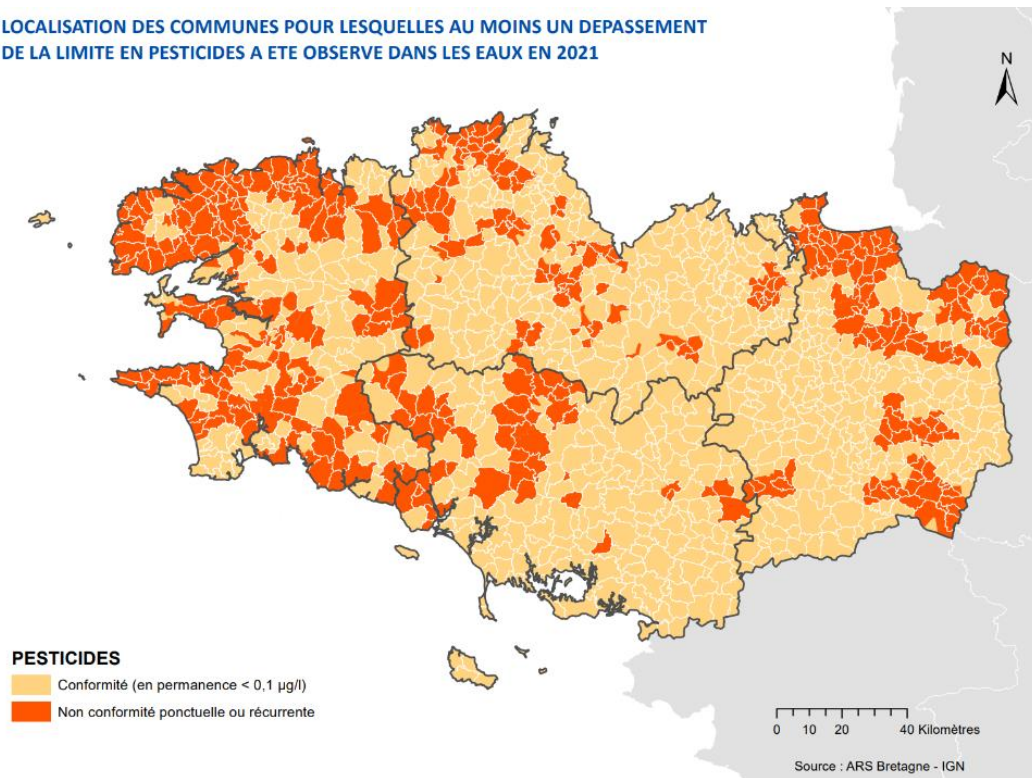 LOCALISATION DES COMMUNES POUR LESQUELLES AU MOINS UN DEPASSEMENT
DE LA LIMITE EN PESTICIDES A ETE OBSERVE DANS LES EAUX EN 2021
N
PESTICIDES
Conformité (en permanence < 0,1 µg/l)
Non conformité ponctuelle ou récurrente
0 10 20 40 Kilomètres
Source : ARS Bretagne - IGN